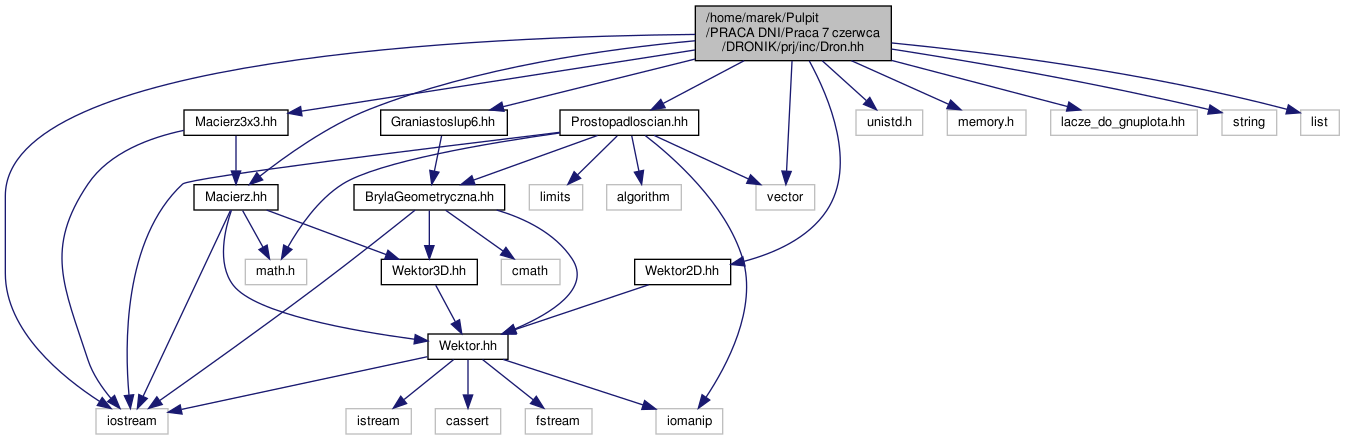 /home/marek/Pulpit
/PRACA DNI/Praca 7 czerwca
/DRONIK/prj/inc/Dron.hh
Macierz3x3.hh
Graniastoslup6.hh
Prostopadloscian.hh
unistd.h
memory.h
lacze_do_gnuplota.hh
string
list
Macierz.hh
BrylaGeometryczna.hh
limits
algorithm
vector
math.h
Wektor3D.hh
cmath
Wektor2D.hh
Wektor.hh
iostream
istream
cassert
fstream
iomanip